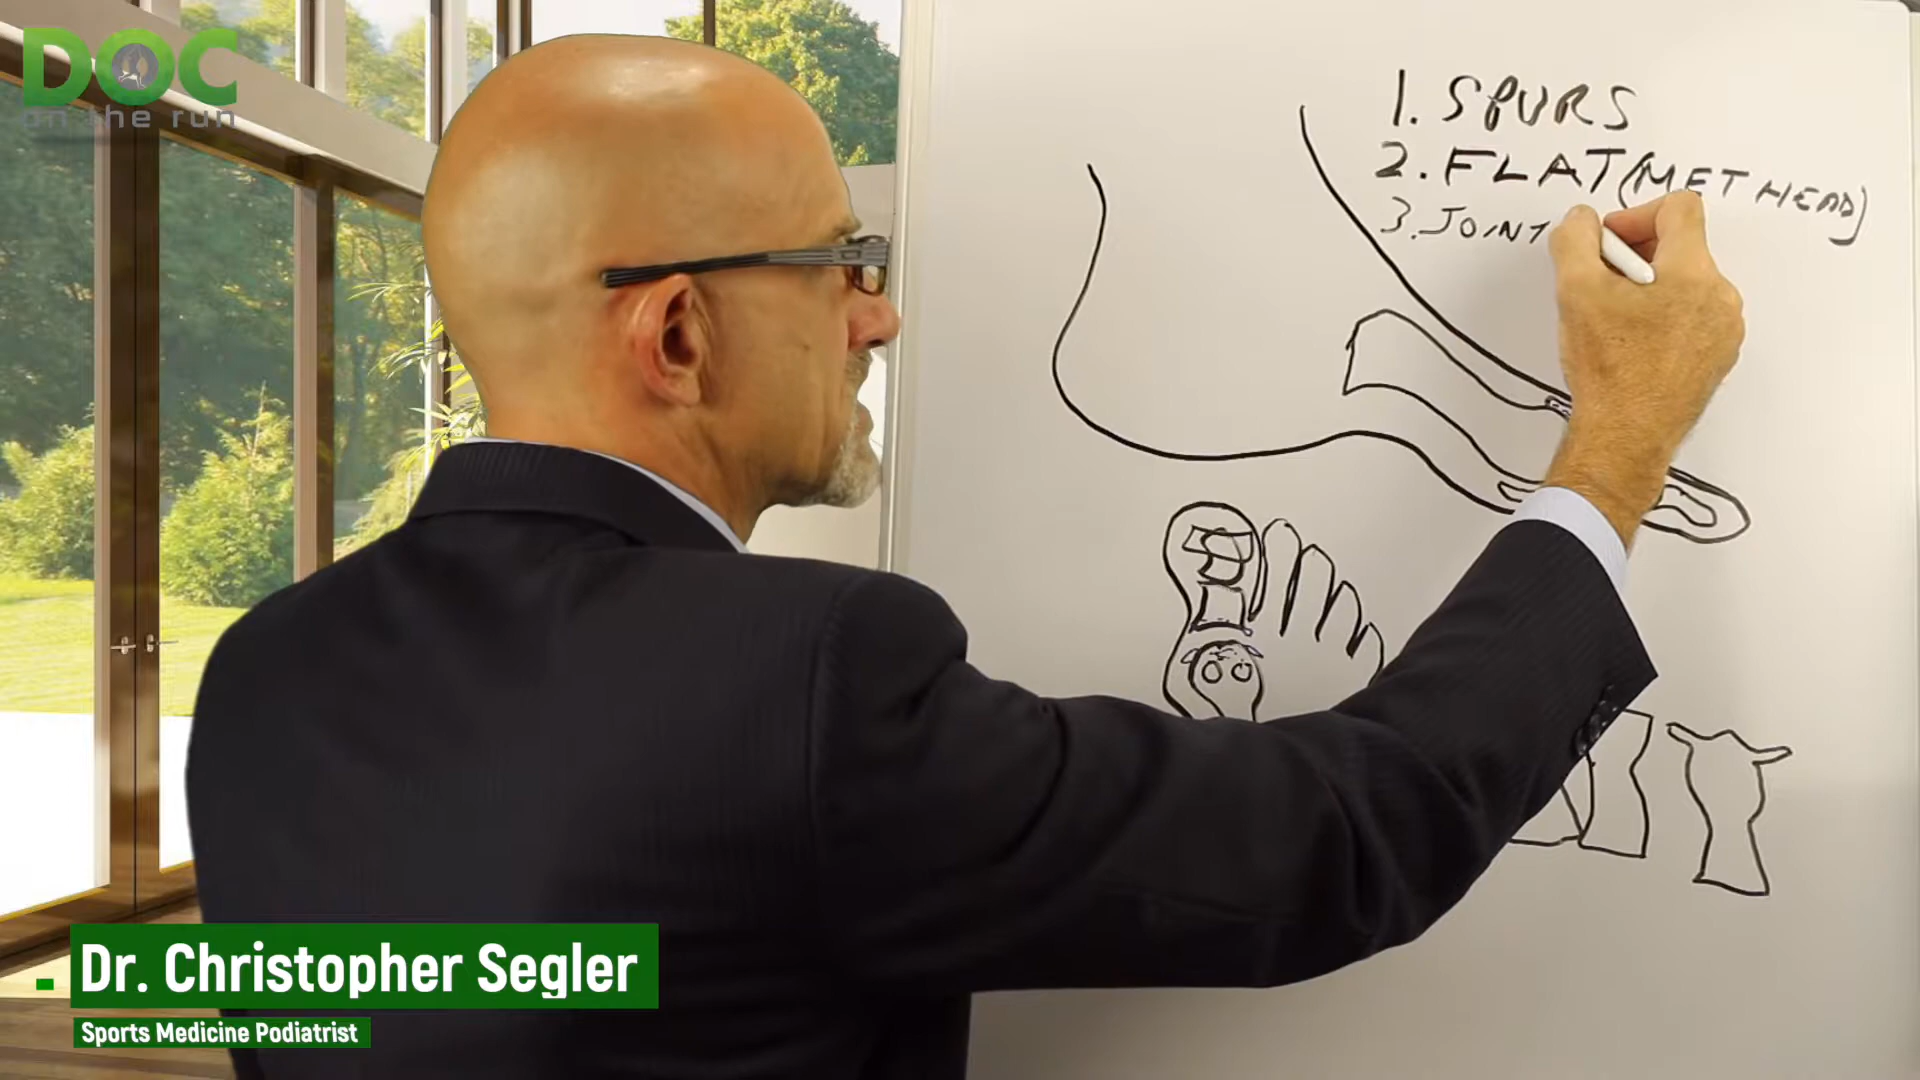 DOC
on the run
1. SPURS
2. FLAT (MET HEAD)
3. JOINT
Dr. Christopher Segler
Sports Medicine Podiatrist